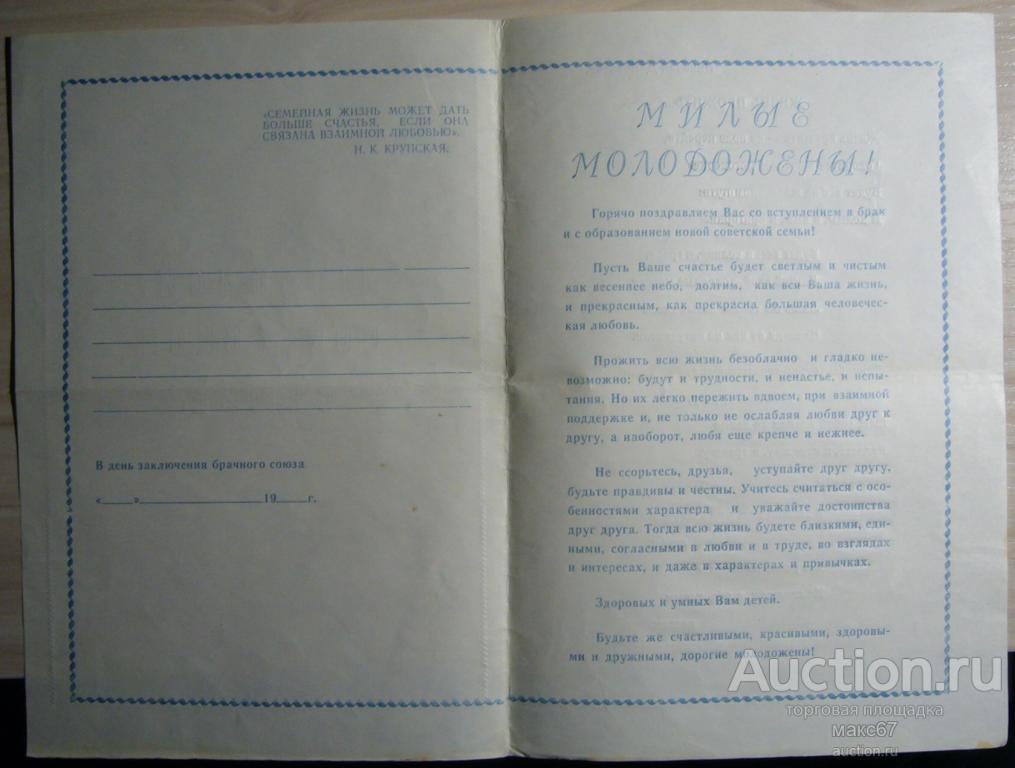 «СЕМЕЙНАЯ ЖИЗНЬ МОЖЕТ ДАТЬ
БОЛЬШЕ СЧАСТЬЯ, ЕСЛИ ОНА
СВЯЗАНА ВЗАИМНОЙ ЛЮБОВЬЮ».
Н. К. КРУПСКАЯ.
В день заключения брачного союза
«____»____________________19____г.
МИЛЫЕ
МОЛОДОЖЕНЫ!
Горячо поздравляем Вас со вступлением в брак
и с образованием новой советской семьи!
Пусть Ваше счастье будет светлым и чистым
как весеннее небо, долгим, как вся Ваша жизнь,
и прекрасным, как прекрасна большая человечес-
кая любовь.
Прожить всю жизнь безоблачно и гладко не-
возможно: будут и трудности, и ненастье, и испы-
тания. Но их легко пережить вдвоем, при взаимной
поддержке и, не только не ослабляя любви друг к
другу, а наоборот, любя еще крепче и нежнее.
Не ссорьтесь, друзья, уступайте друг другу,
будьте правдивы и честны. Учитесь считаться с осо-
бенностями характера и уважайте достоинства
друг друга. Тогда всю жизнь будете близкими, еди-
ными, согласными в любви и в труде, во взглядах
и интересах, и даже в характерах и привычках.
Здоровых и умных Вам детей.
Будьте же счастливыми, красивыми, здоровы-
ми и дружными, дорогие молодожены!
Auction.ru
торговая площадка
макс67
auction.ru